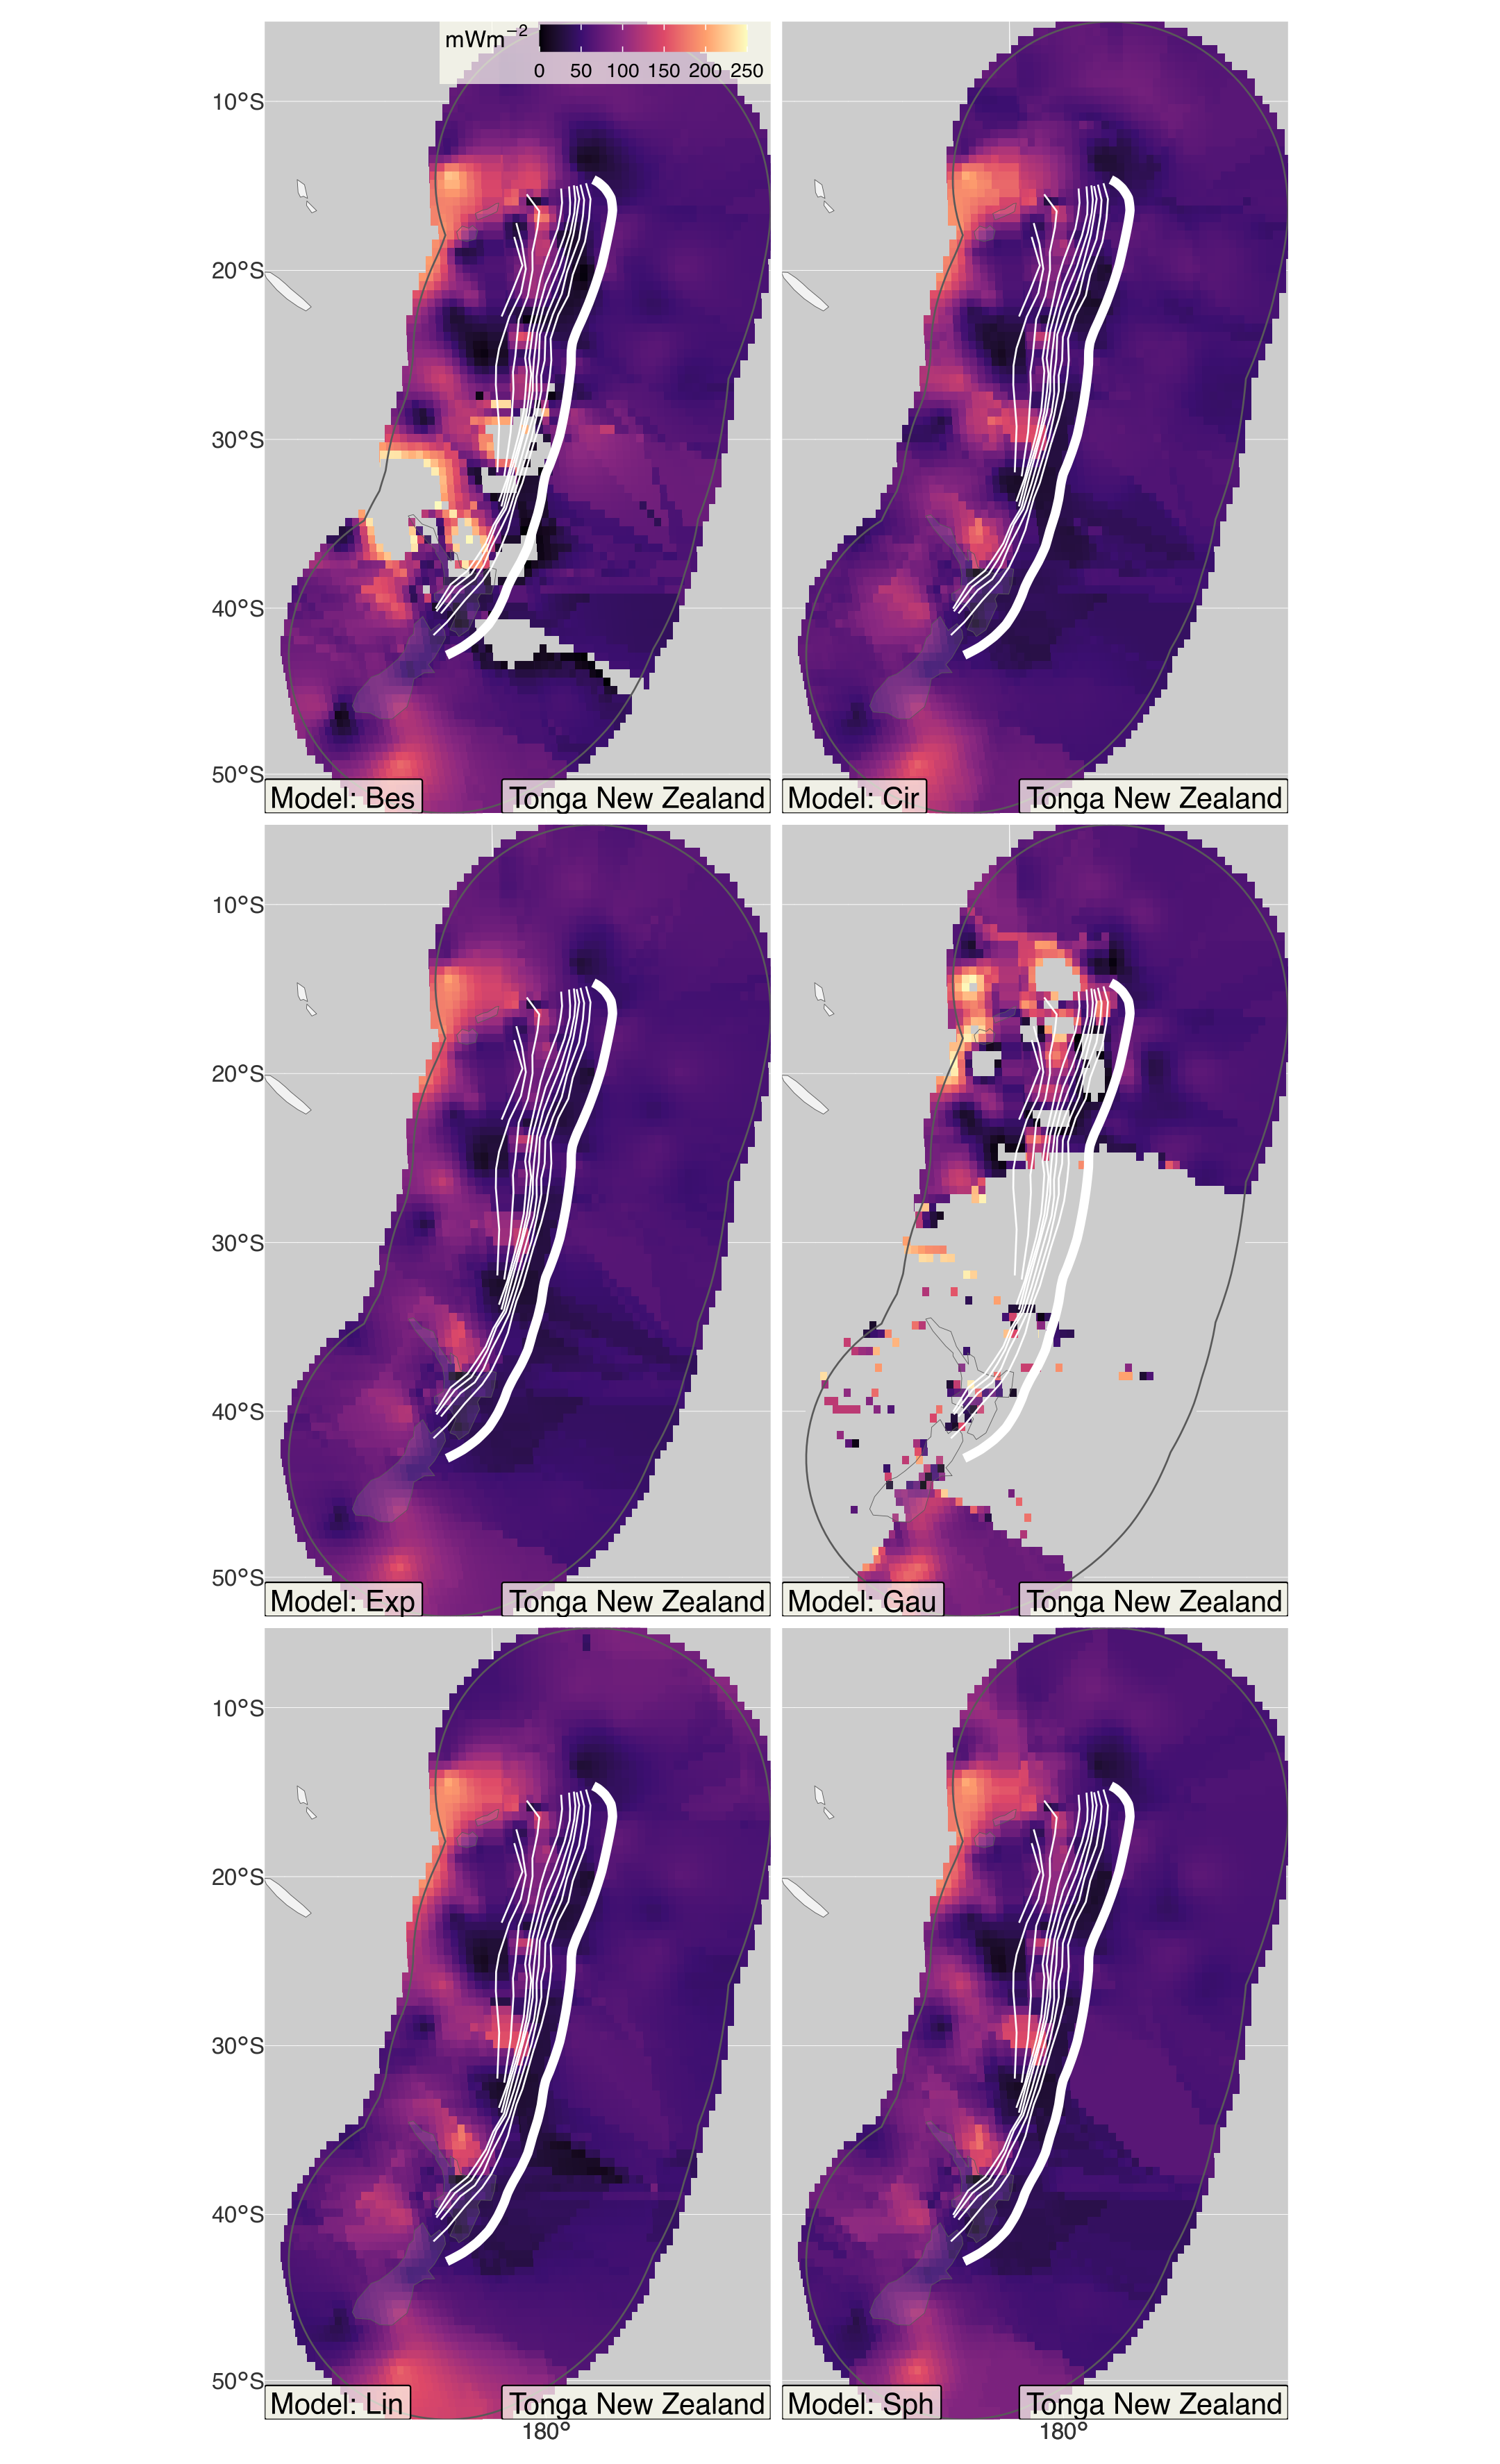 mWm−2
0 50 100 150 200 250
10°S
20°S
30°S
40°S
50°S
Model: Bes
Tonga New Zealand
Model: Cir
Tonga New Zealand
10°S
20°S
30°S
40°S
50°S
Model: Exp
Tonga New Zealand
Model: Gau
Tonga New Zealand
10°S
20°S
30°S
40°S
50°S
Model: Lin
Tonga New Zealand
Model: Sph
Tonga New Zealand
180°
180°